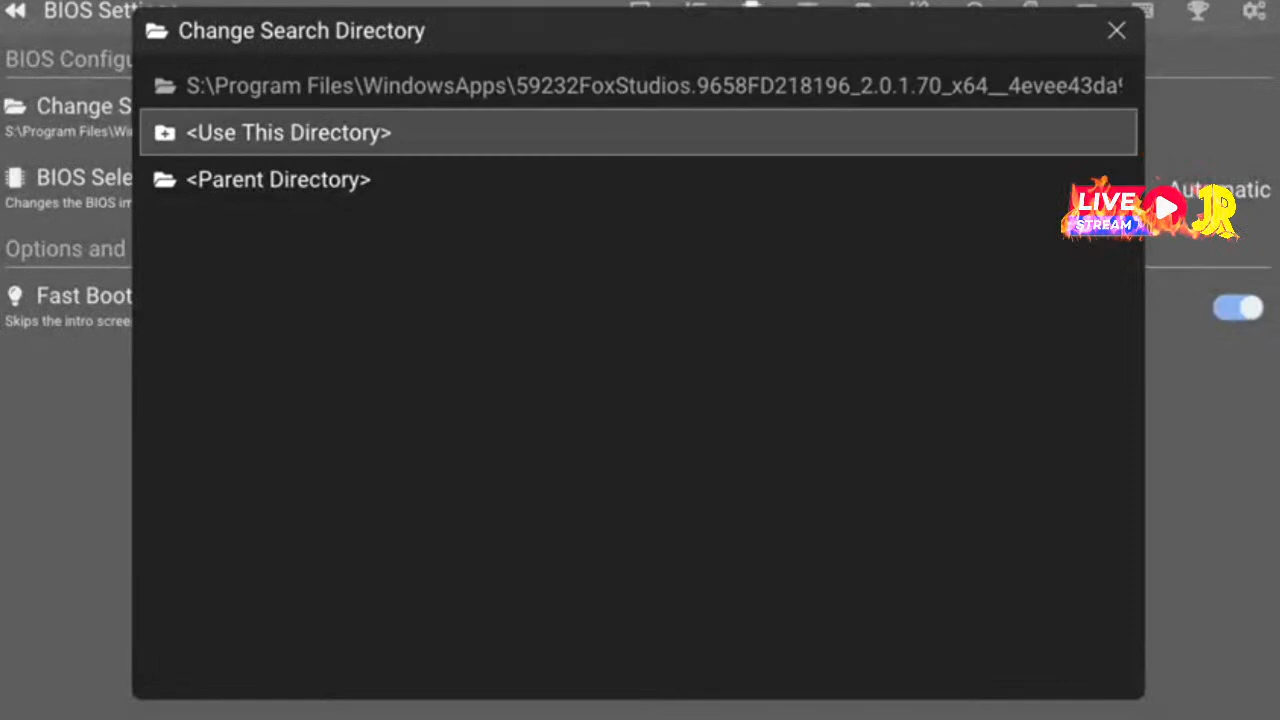 BIOS Sett
Change Search Directory
BIOS Configu
S:\Program Files\WindowsApps\59232FoxStudios.9658FD218196_2.0.1.70_x64__4evee43da
Change S
<Use This Directory>
S:\Program Files\Wi
BIOS Sele
<Parent Directory>
Automatic
Changes the BIOS im
LIVE
STREAM
JR
Options and
Fast Boot
Skips the intro scree